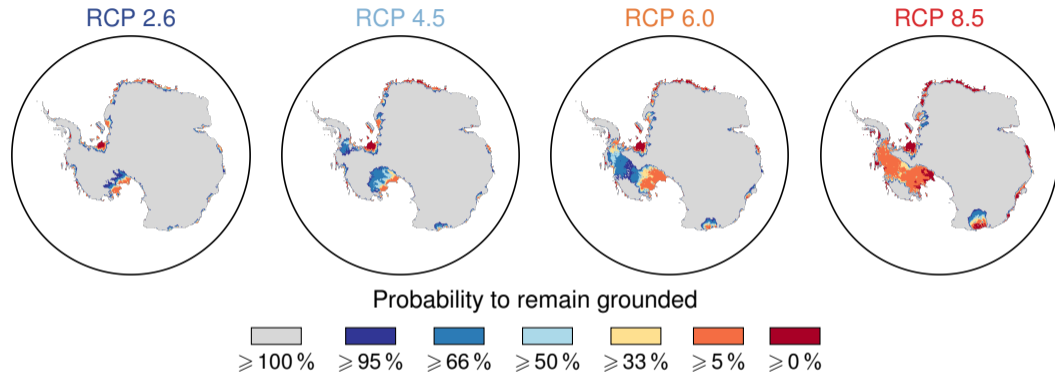 RCP 2.6 RCP 4.5 RCP 6.0 RCP 8.5
Probability to remain grounded
⩾100 % ⩾95 % ⩾66 % ⩾50 % ⩾33 % ⩾5 % ⩾0 %